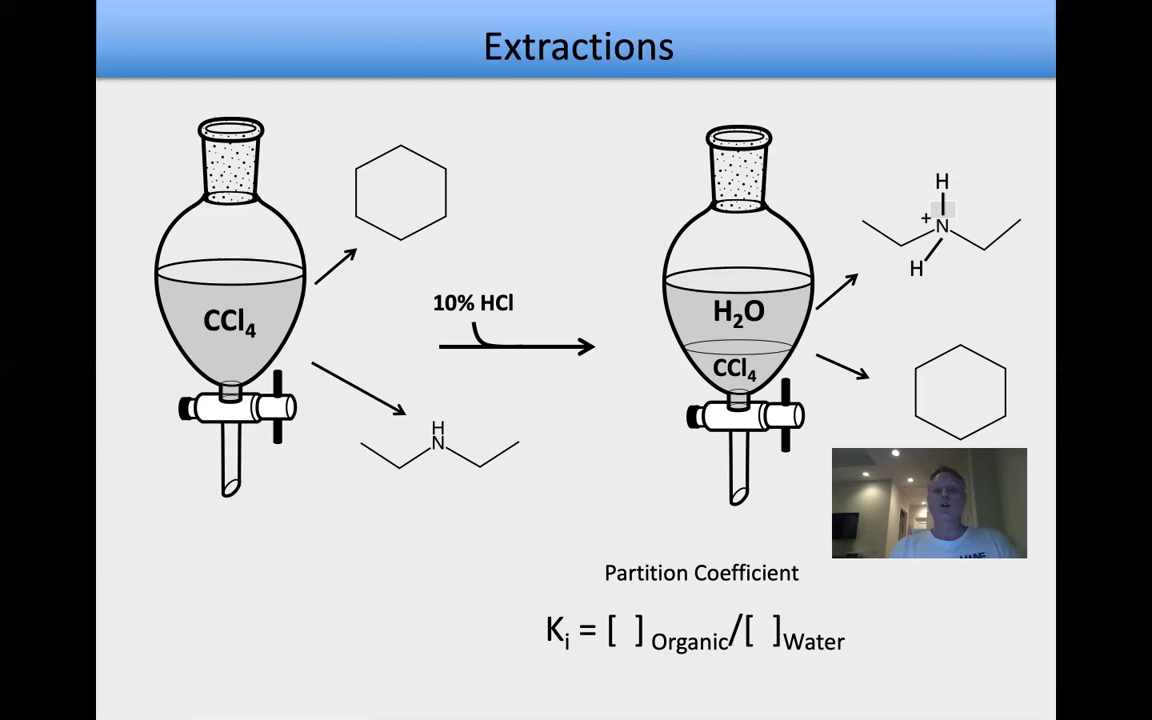 Extractions
CCl₄
10% HCl
H
N
H
+
N
H
H₂O
CCl₄
Partition Coefficient
Kᵢ = [ ] Organic/[ ]Water